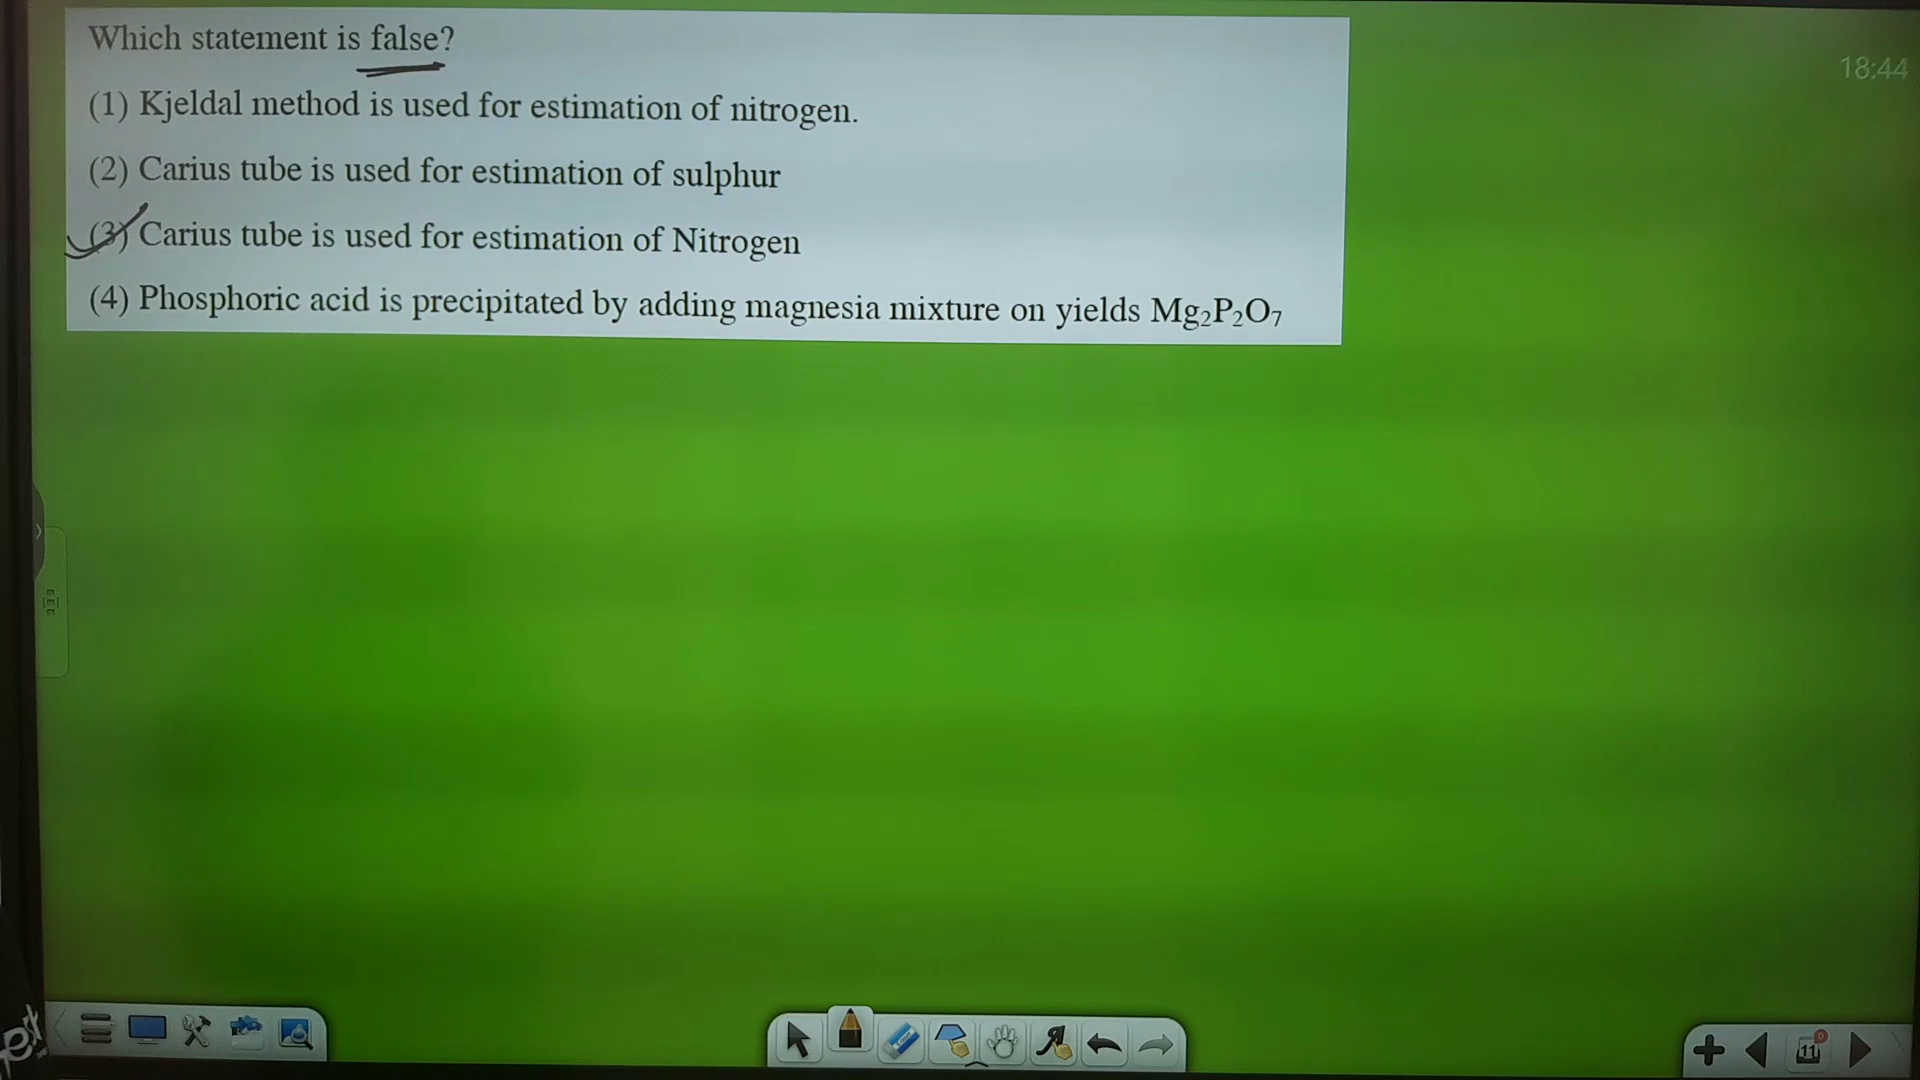 Which statement is false?
18:44
(1) Kjeldal method is used for estimation of nitrogen.
(2) Carius tube is used for estimation of sulphur
(3) Carius tube is used for estimation of Nitrogen
(4) Phosphoric acid is precipitated by adding magnesia mixture on yields Mg₂P₂O₇
11